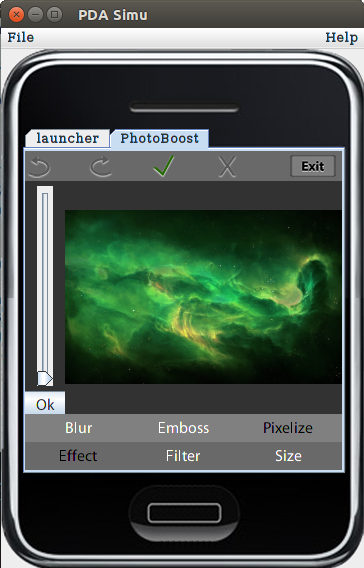 PDA Simu
File Help
launcher PhotoBoost
Exit
Ok
Blur Emboss Pixelize
Effect Filter Size